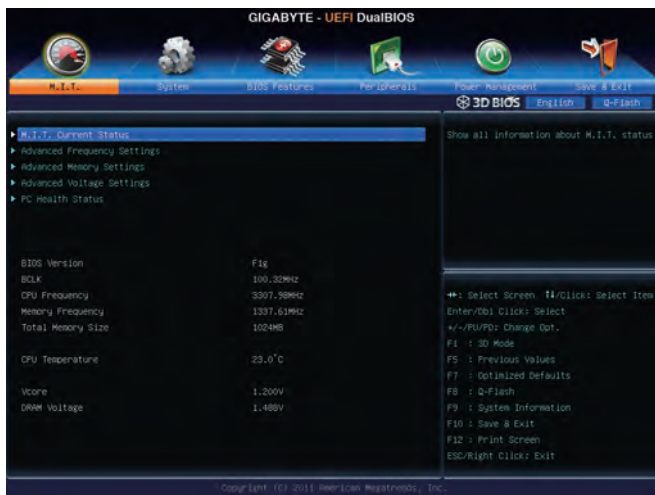 GIGABYTE - UEFI DualBIOS
M.I.T.
System
BIOS Features
Peripherals
Power Management
Save & Exit
3D BIOS
English
Q-Flash
M.I.T. Current Status
Advanced Frequency Settings
Advanced Memory Settings
Advanced Voltage Settings
PC Health Status
Show all information about M.I.T. status
BIOS Version F1g
BCLK 100.32MHz
CPU Frequency 3307.98MHz
Memory Frequency 1337.61MHz
Total Memory Size 1024MB
CPU Temperature 23.0°C
Vcore 1.200V
DRAM Voltage 1.488V
↔: Select Screen ↑↓/Click: Select Item
Enter/Dbl Click: Select
+/-/PU/PD: Change Opt.
F1 : 3D Mode
F5 : Previous Values
F7 : Optimized Defaults
F8 : Q-Flash
F9 : System Information
F10 : Save & Exit
F12 : Print Screen
ESC/Right Click: Exit
Copyright (C) 2011 American Megatrends, Inc.